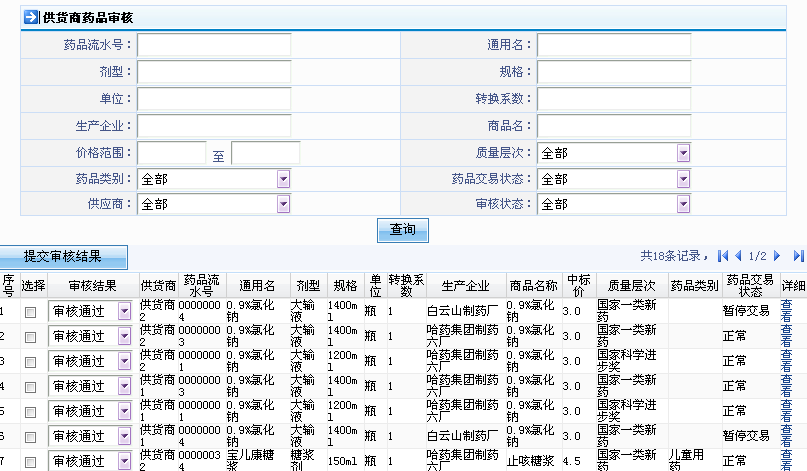 供货商药品审核
药品流水号： 通用名：
剂型： 规格：
单位： 转换系数：
生产企业： 商品名：
价格范围： 至 质量层次： 全部
药品类别： 全部 药品交易状态： 全部
供应商： 全部 审核状态： 全部
查询
提交审核结果 共18条记录， 1/2
序号 选择 审核结果 供货商 药品流水号 通用名 剂型 规格 单位 转换系数 生产企业 商品名称 中标价 质量层次 药品类别 药品交易状态 详细
1 审核通过 供货商2 00000004 0.9%氯化钠 大输液 1400ml 瓶 1 白云山制药厂 0.9%氯化钠 3.0 国家一类新药 暂停交易 查看
2 审核通过 供货商2 00000003 0.9%氯化钠 大输液 1400ml 瓶 1 哈药集团制药六厂 0.9%氯化钠 3.0 国家一类新药 正常 查看
3 审核通过 供货商2 00000001 0.9%氯化钠 大输液 1200ml 瓶 1 哈药集团制药六厂 0.9%氯化钠 3.0 国家科学进步奖 正常 查看
4 审核通过 供货商1 00000003 0.9%氯化钠 大输液 1400ml 瓶 1 哈药集团制药六厂 0.9%氯化钠 3.0 国家一类新药 正常 查看
5 审核通过 供货商1 00000001 0.9%氯化钠 大输液 1200ml 瓶 1 哈药集团制药六厂 0.9%氯化钠 3.0 国家科学进步奖 正常 查看
6 审核通过 供货商1 00000004 0.9%氯化钠 大输液 1400ml 瓶 1 白云山制药厂 0.9%氯化钠 3.0 国家一类新药 暂停交易 查看
7 审核通过 供货商2 00000034 宝儿康糖浆 糖浆剂 150ml 瓶 1 哈药集团制药六厂 止咳糖浆 4.5 国家一类新药 儿童用药 正常 查看